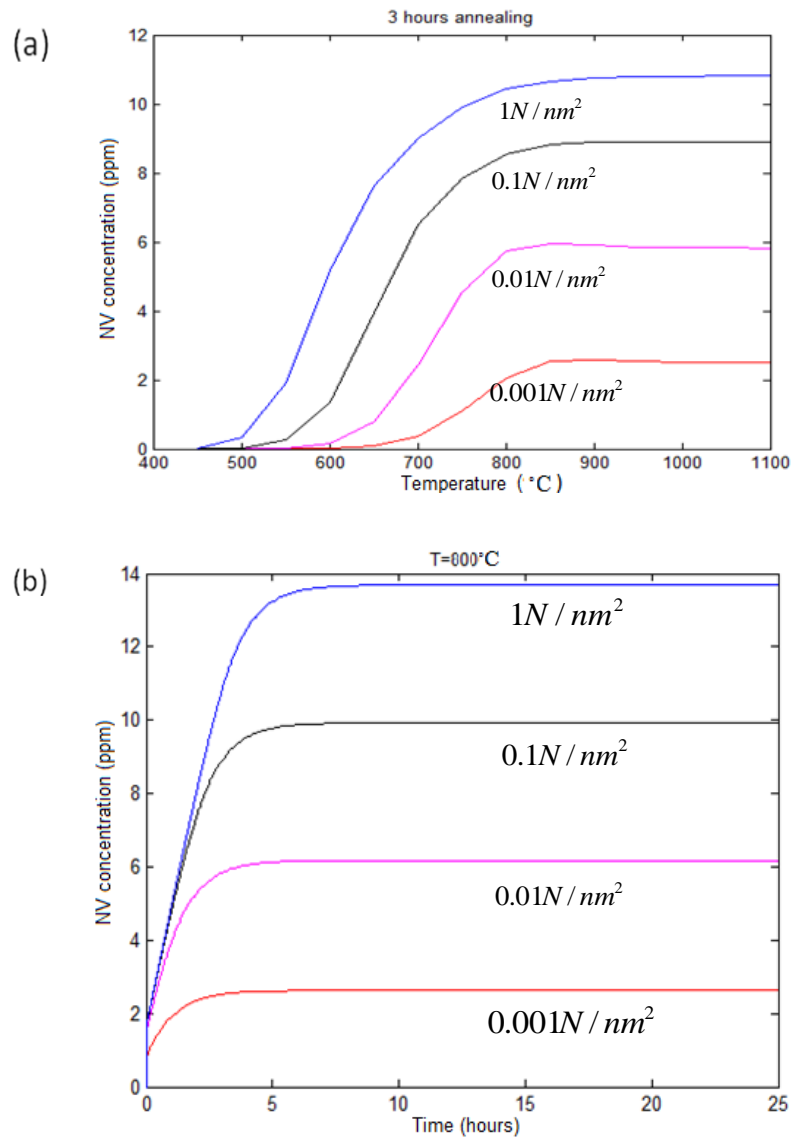 (a)
3 hours annealing
NV concentration (ppm)
12
10
8
6
4
2
0
1N / nm²
0.1N / nm²
0.01N / nm²
0.001N / nm²
400 500 600 700 800 900 1000 1100
Temperature (°C)
(b)
T=800°C
NV concentration (ppm)
14
12
10
8
6
4
2
0
1N / nm²
0.1N / nm²
0.01N / nm²
0.001N / nm²
0 5 10 15 20 25
Time (hours)